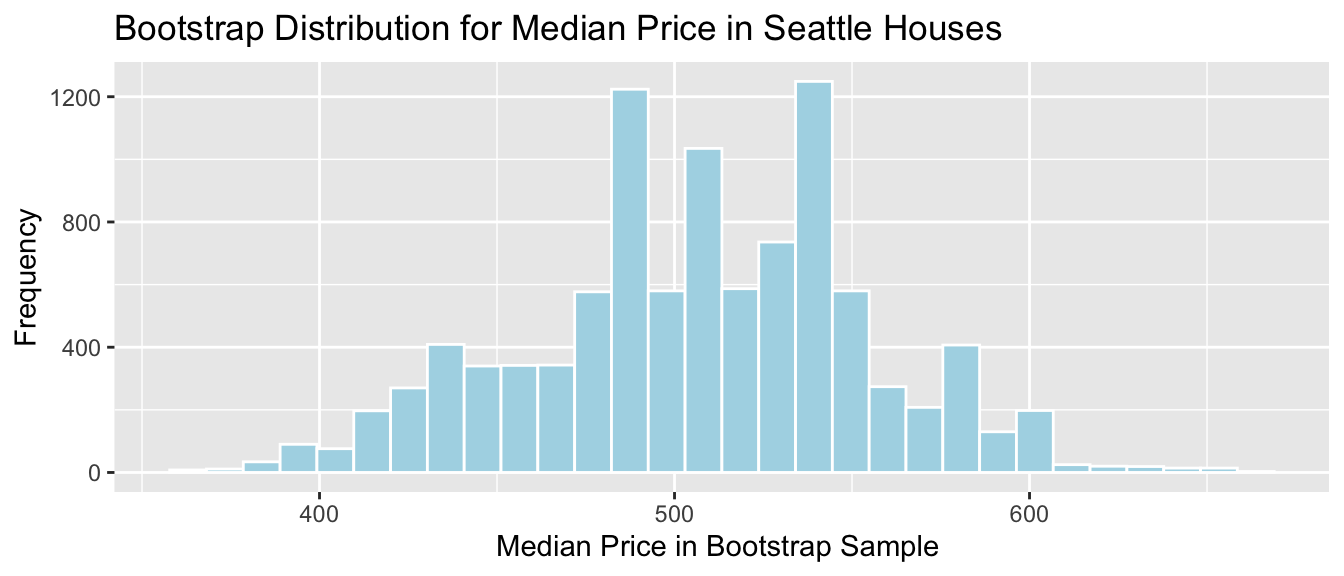 Bootstrap Distribution for Median Price in Seattle Houses
1200
800
400
0
Frequency
400 500 600
Median Price in Bootstrap Sample